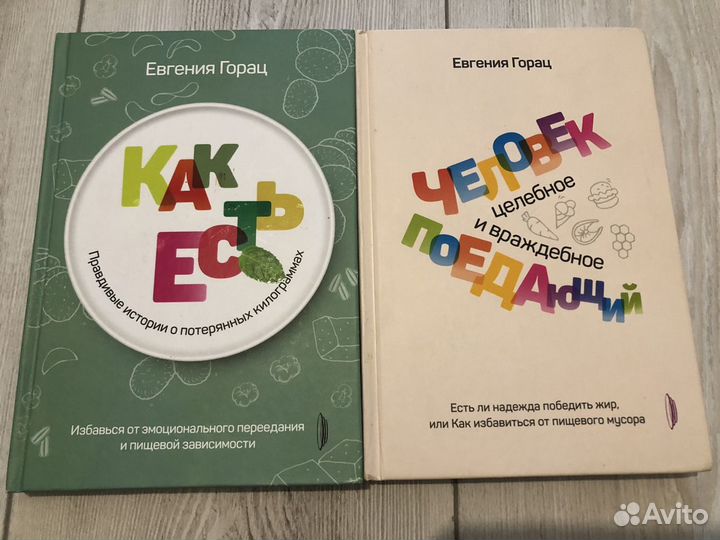 Евгения Горац
КАК
ЕСТЬ
Правдивые истории о потерянных килограммах
Избавься от эмоционального переедания
и пищевой зависимости
Евгения Горац
ЧЕЛОВЕК
целебное
и враждебное
ПОЕДАЮЩИЙ
Есть ли надежда победить жир,
или Как избавиться от пищевого мусора
Avito